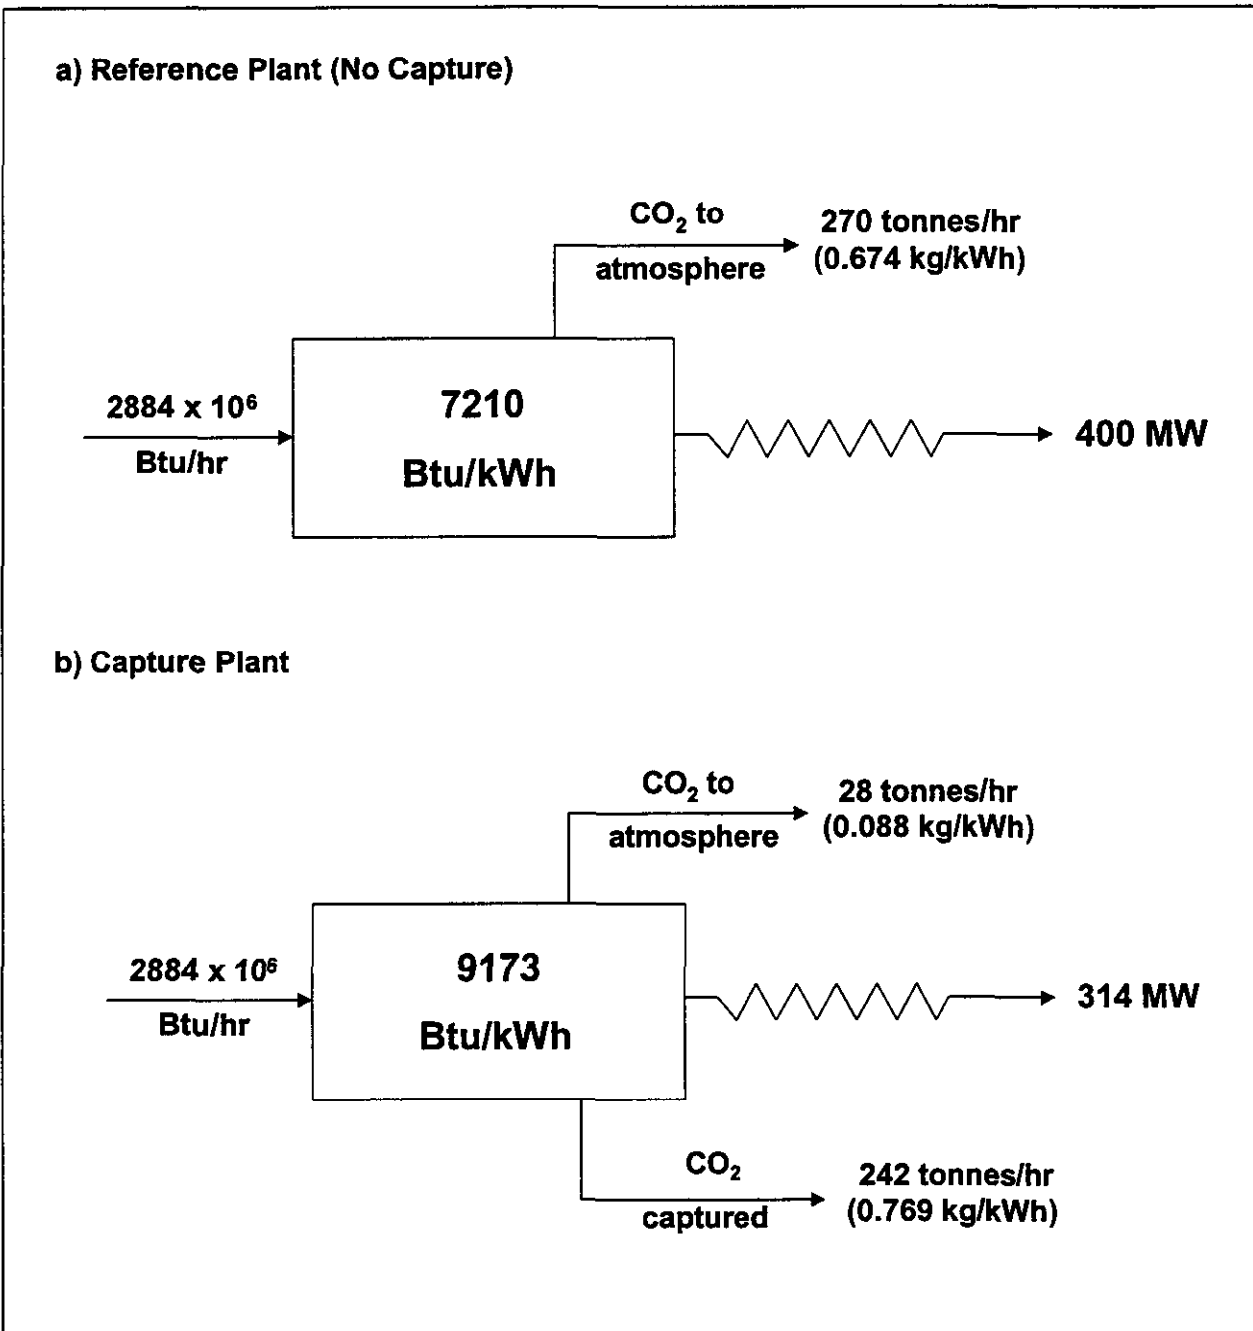 a) Reference Plant (No Capture)
CO₂ to
atmosphere
270 tonnes/hr
(0.674 kg/kWh)
2884 x 10⁶
Btu/hr
7210
Btu/kWh
400 MW
b) Capture Plant
CO₂ to
atmosphere
28 tonnes/hr
(0.088 kg/kWh)
2884 x 10⁶
Btu/hr
9173
Btu/kWh
314 MW
CO₂
captured
242 tonnes/hr
(0.769 kg/kWh)